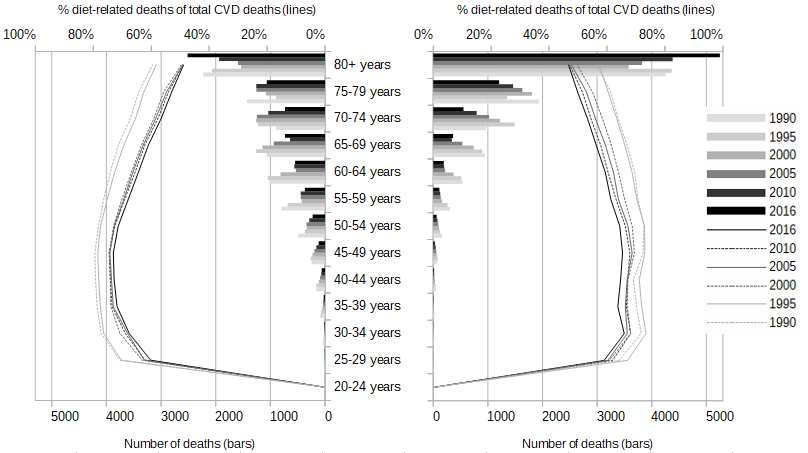 % diet-related deaths of total CVD deaths (lines)
% diet-related deaths of total CVD deaths (lines)
100% 80% 60% 40% 20% 0%
0% 20% 40% 60% 80% 100%
80+ years
75-79 years
70-74 years
65-69 years
60-64 years
55-59 years
50-54 years
45-49 years
40-44 years
35-39 years
30-34 years
25-29 years
20-24 years
1990
1995
2000
2005
2010
2016
2016
2010
2005
2000
1995
1990
5000 4000 3000 2000 1000 0
0 1000 2000 3000 4000 5000
Number of deaths (bars)
Number of deaths (bars)